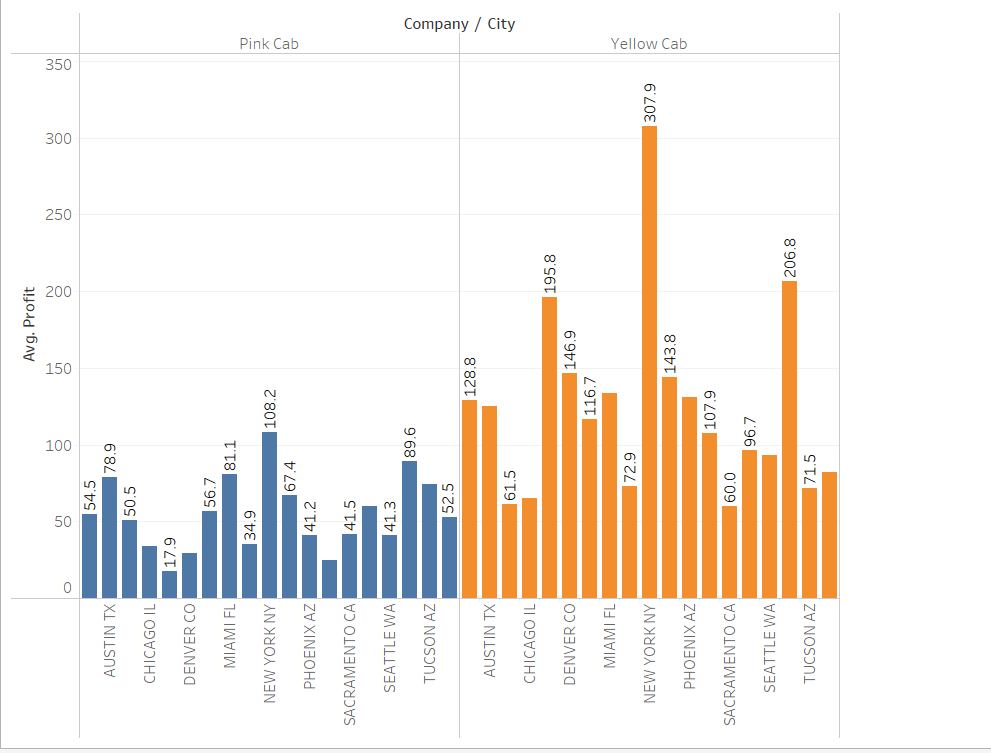 Company / City
Pink Cab
Yellow Cab
Avg. Profit
350
300
250
200
150
100
50
0
54.5
78.9
50.5
17.9
56.7
81.1
34.9
108.2
67.4
41.2
41.5
41.3
89.6
52.5
128.8
61.5
195.8
146.9
116.7
72.9
307.9
143.8
107.9
60.0
96.7
206.8
71.5
AUSTIN TX
CHICAGO IL
DENVER CO
MIAMI FL
NEW YORK NY
PHOENIX AZ
SACRAMENTO CA
SEATTLE WA
TUCSON AZ
AUSTIN TX
CHICAGO IL
DENVER CO
MIAMI FL
NEW YORK NY
PHOENIX AZ
SACRAMENTO CA
SEATTLE WA
TUCSON AZ